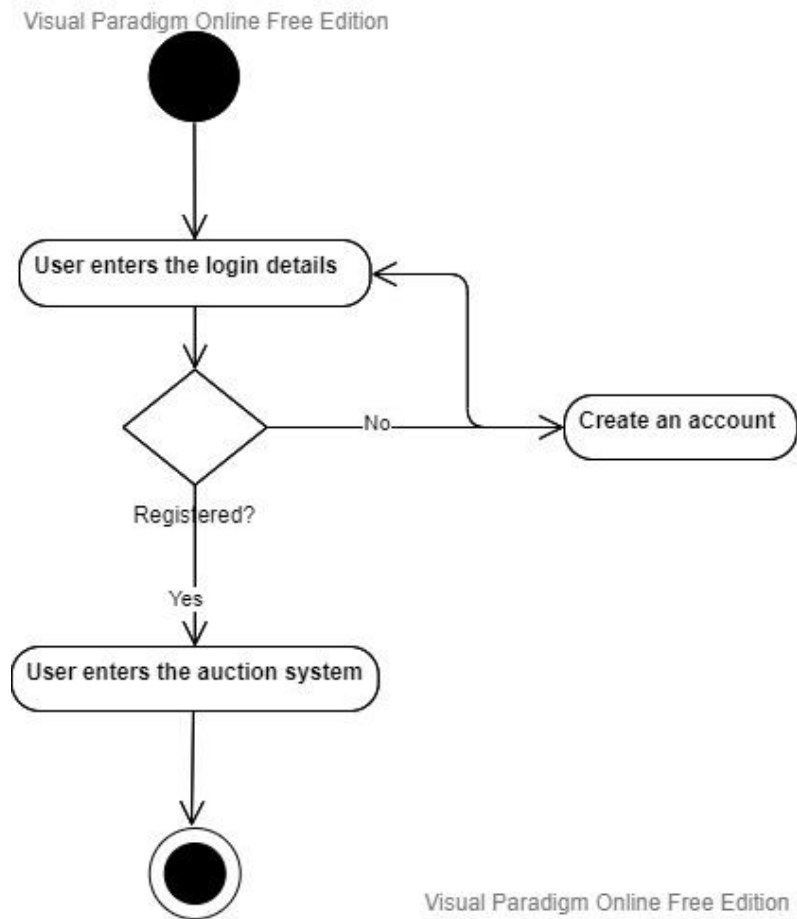 Visual Paradigm Online Free Edition
User enters the login details
No
Create an account
Registered?
Yes
User enters the auction system
Visual Paradigm Online Free Edition